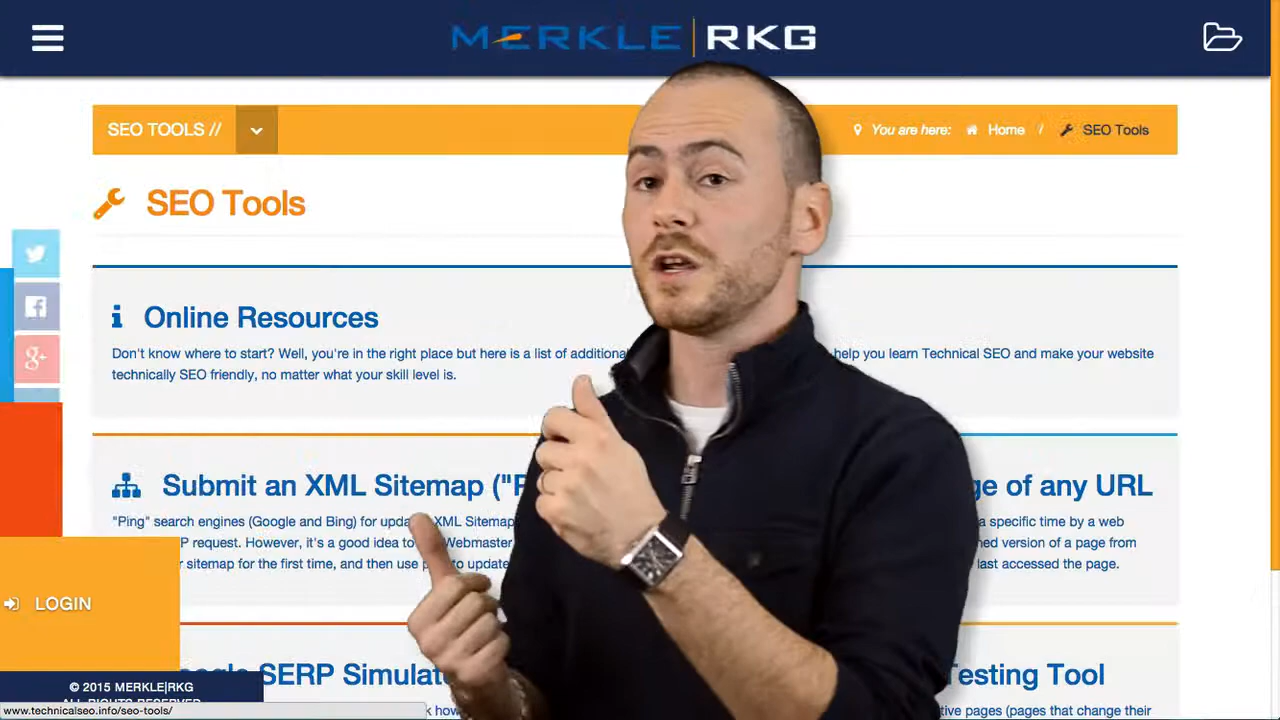 MERKLE|RKG
SEO TOOLS //
You are here: Home / SEO Tools
SEO Tools
Online Resources
Don't know where to start? Well, you're in the right place but here is a list of additional help you learn Technical SEO and make your website
technically SEO friendly, no matter what your skill level is.
Submit an XML Sitemap ("P
ge of any URL
"Ping" search engines (Google and Bing) for upda XML Sitemap
P request. However, it's a good idea to Webmaster
r sitemap for the first time, and then use p to update
a specific time by a web
ned version of a page from
last accessed the page.
LOGIN
oogle SERP Simulat
Testing Tool
k how
tive pages (pages that change their
© 2015 MERKLE|RKG
ALL RIGHTS RESERVED
www.technicalseo.info/seo-tools/